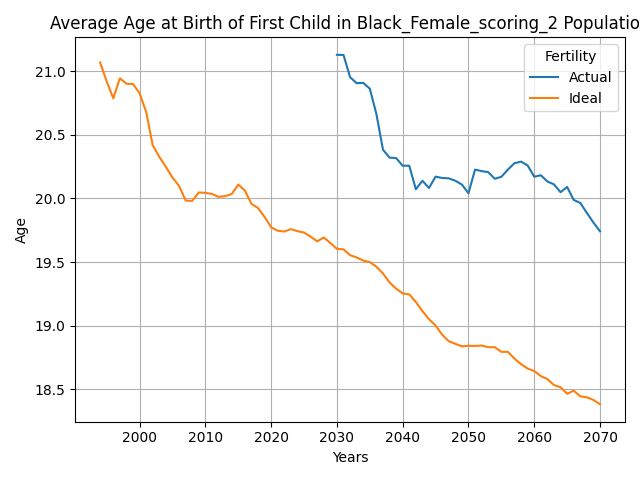 Average Age at Birth of First Child in Black_Female_scoring_2 Populatio
Fertility
Actual
Ideal
Age
21.0
20.5
20.0
19.5
19.0
18.5
2000 2010 2020 2030 2040 2050 2060 2070
Years